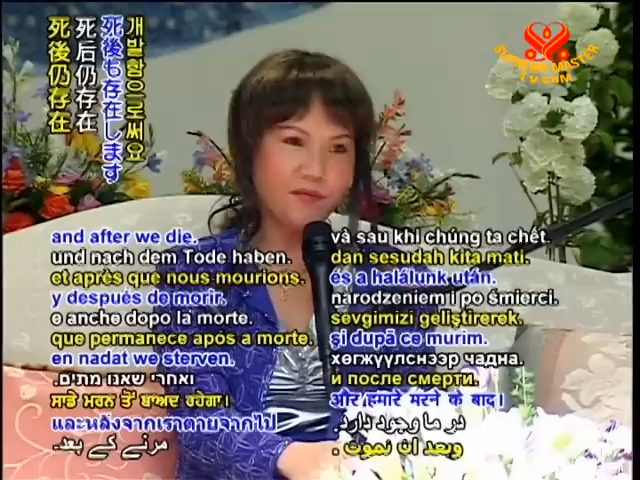 개발함으로써요
死後も存在します
死后仍存在
死後仍存在
SUPREME MASTER
TV.COM
and after we die.
und nach dem Tode haben.
et après que nous mourions.
y después de morir.
e anche dopo la morte.
que permanece após a morte.
en nadat we sterven.
ואחרי שאנו מתים.
ਸਾਡੇ ਮਰਨ ਤੋਂ ਬਾਅਦ ਰਹੇਗਾ।
และหลังจากเราตายจากไป
مرنے کے بعد۔
và sau khi chúng ta chết.
dan sesudah kita mati.
és a halálunk után.
narodzeniem i po śmierci.
sevgimizi geliştirerek.
şi după ce murim.
хөгжүүлснээр чадна.
и после смерти.
और हमारे मरने के बाद।
در ما وجود دارد.
وبعد ان نموت.